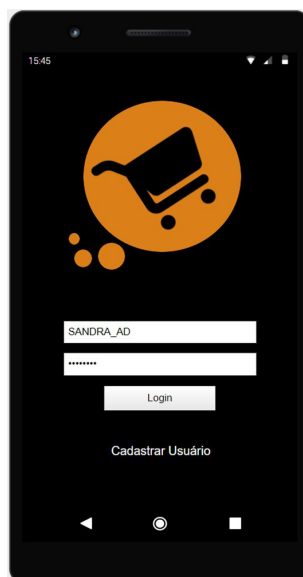 15:45
SANDRA_AD
••••••••
Login
Cadastrar Usuário